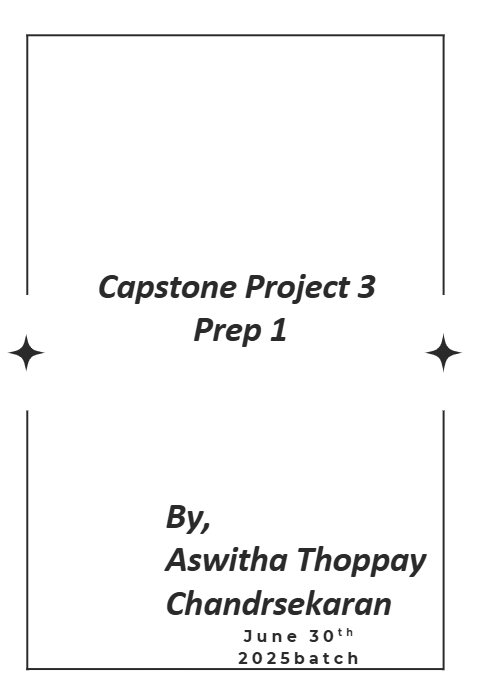 Capstone Project 3
Prep 1
By,
Aswitha Thoppay
Chandrsekaran
June 30th
2025batch